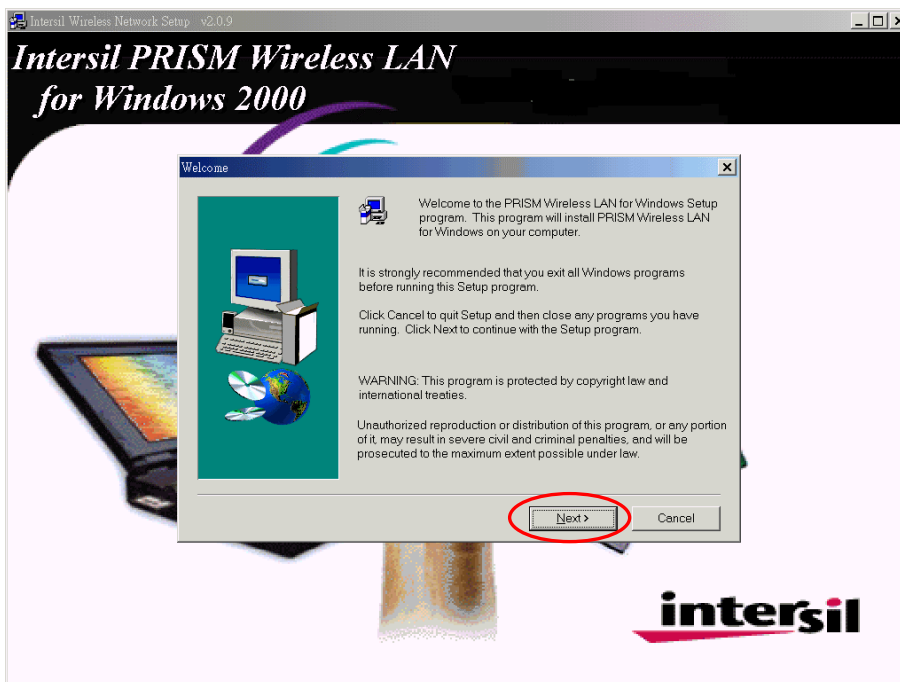 Intersil Wireless Network Setup v2.0.9
Intersil PRISM Wireless LAN
for Windows 2000
Welcome
Welcome to the PRISM Wireless LAN for Windows Setup
program. This program will install PRISM Wireless LAN
for Windows on your computer.
It is strongly recommended that you exit all Windows programs
before running this Setup program.
Click Cancel to quit Setup and then close any programs you have
running. Click Next to continue with the Setup program.
WARNING: This program is protected by copyright law and
international treaties.
Unauthorized reproduction or distribution of this program, or any portion
of it, may result in severe civil and criminal penalties, and will be
prosecuted to the maximum extent possible under law.
Next >
Cancel
intersil